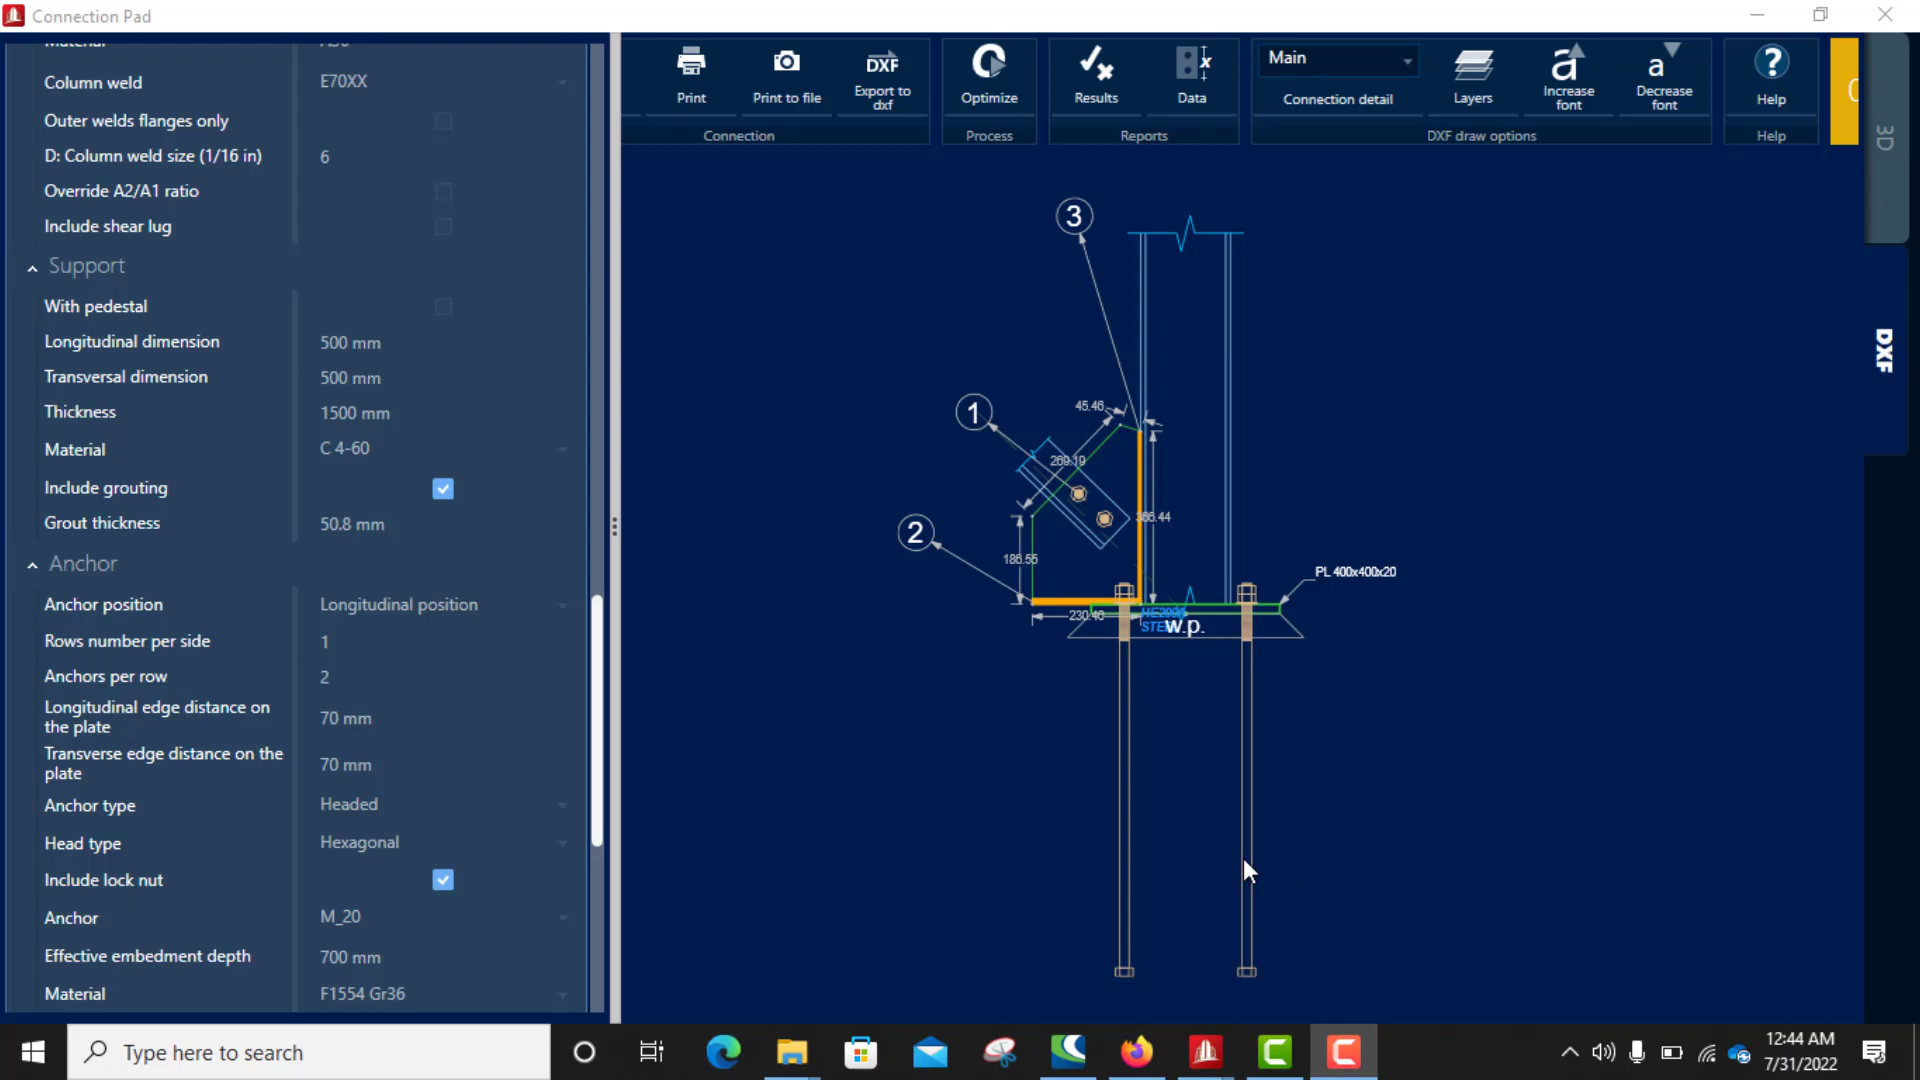 Connection Pad
Column weld E70XX
Outer welds flanges only
D: Column weld size (1/16 in) 6
Override A2/A1 ratio
Include shear lug
Support
With pedestal
Longitudinal dimension 500 mm
Transversal dimension 500 mm
Thickness 1500 mm
Material C 4-60
Include grouting
Grout thickness 50.8 mm
Anchor
Anchor position Longitudinal position
Rows number per side 1
Anchors per row 2
Longitudinal edge distance on
the plate 70 mm
Transverse edge distance on the
plate 70 mm
Anchor type Headed
Head type Hexagonal
Include lock nut
Anchor M_20
Effective embedment depth 700 mm
Material F1554 Gr36
Print
Print to file
DXF
Export to
dxf
Connection
Optimize
Process
Results
Data
Reports
Main
Connection detail
Layers
a
Increase
font
a
Decrease
font
DXF draw options
?
Help
Help
3D
DXF
3
1
2
45.46
269.19
186.55
230.46
PL 400x400x20
w.p.
Type here to search
12:44 AM
7/31/2022